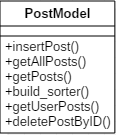 PostModel
+insertPost()
+getAllPosts()
+getPosts()
+build_sorter()
+getUserPosts()
+deletePostByID()